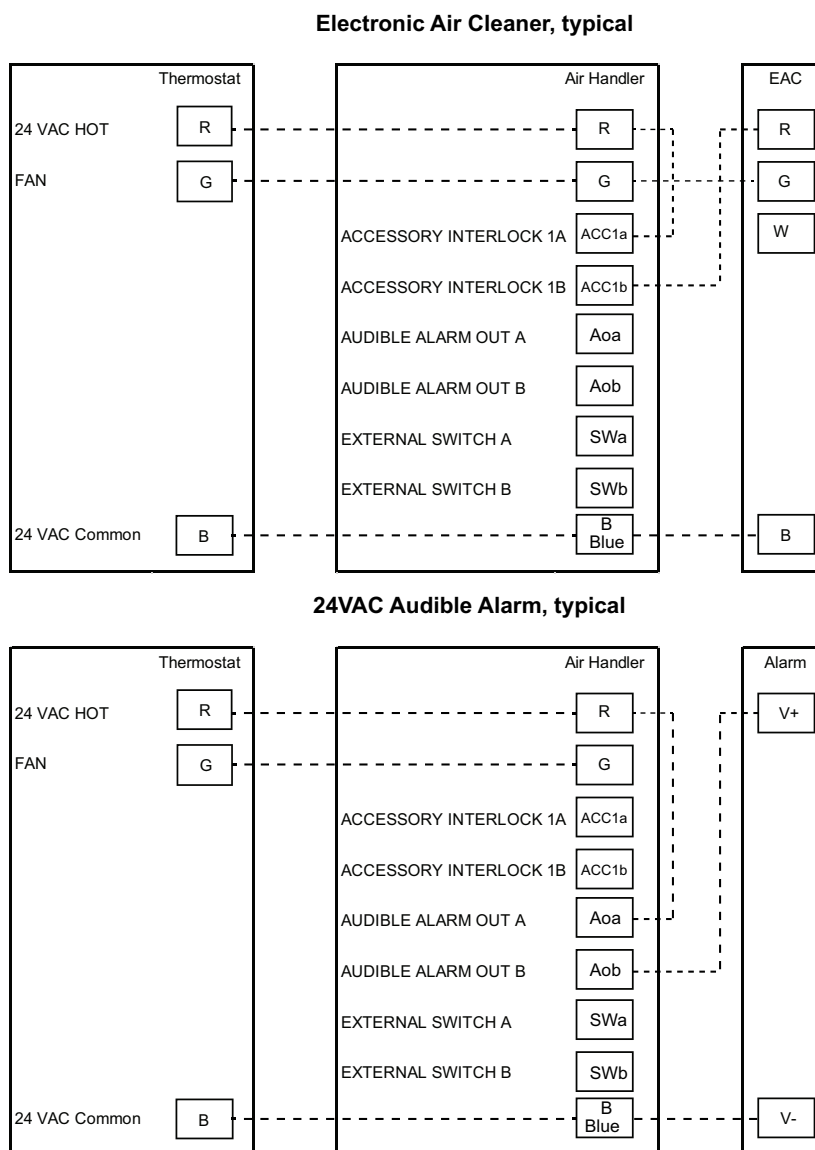 Electronic Air Cleaner, typical
Thermostat Air Handler EAC
24 VAC HOT R R R
FAN G G G
ACCESSORY INTERLOCK 1A ACC1a W
ACCESSORY INTERLOCK 1B ACC1b
AUDIBLE ALARM OUT A Aoa
AUDIBLE ALARM OUT B Aob
EXTERNAL SWITCH A SWa
EXTERNAL SWITCH B SWb
24 VAC Common B B B
Blue
24VAC Audible Alarm, typical
Thermostat Air Handler Alarm
24 VAC HOT R R V+
FAN G G
ACCESSORY INTERLOCK 1A ACC1a
ACCESSORY INTERLOCK 1B ACC1b
AUDIBLE ALARM OUT A Aoa
AUDIBLE ALARM OUT B Aob
EXTERNAL SWITCH A SWa
EXTERNAL SWITCH B SWb
24 VAC Common B B V-
Blue